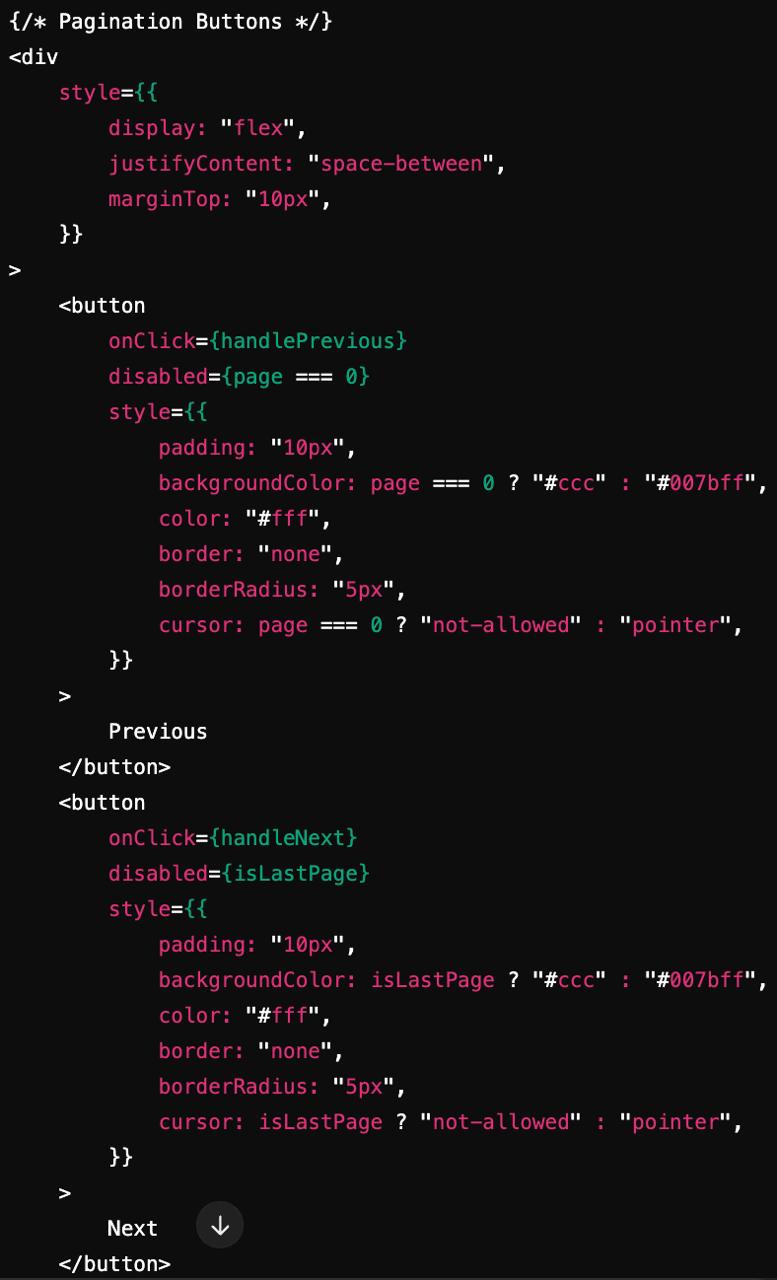 {/* Pagination Buttons */}
<div
    style={{
        display: "flex",
        justifyContent: "space-between",
        marginTop: "10px",
    }}
>
    <button
        onClick={handlePrevious}
        disabled={page === 0}
        style={{
            padding: "10px",
            backgroundColor: page === 0 ? "#ccc" : "#007bff",
            color: "#fff",
            border: "none",
            borderRadius: "5px",
            cursor: page === 0 ? "not-allowed" : "pointer",
        }}
    >
        Previous
    </button>
    <button
        onClick={handleNext}
        disabled={isLastPage}
        style={{
            padding: "10px",
            backgroundColor: isLastPage ? "#ccc" : "#007bff",
            color: "#fff",
            border: "none",
            borderRadius: "5px",
            cursor: isLastPage ? "not-allowed" : "pointer",
        }}
    >
        Next
    </button>